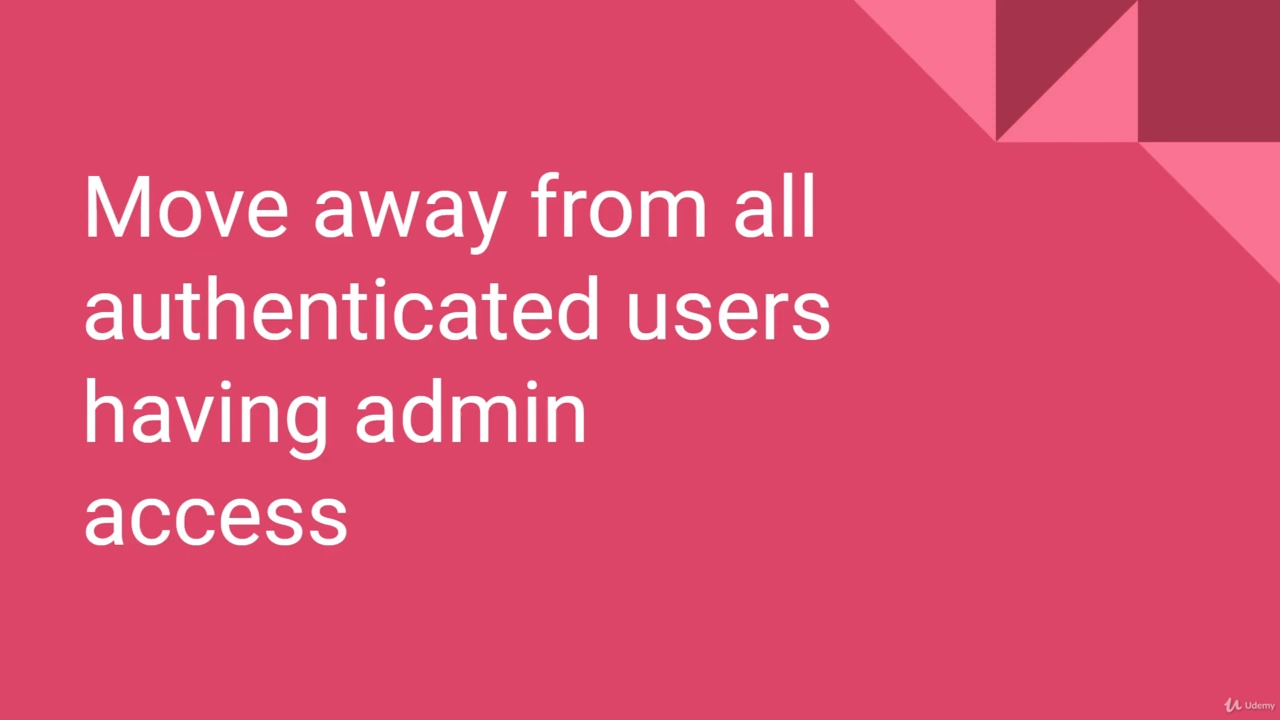 Move away from all
authenticated users
having admin
access
Udemy